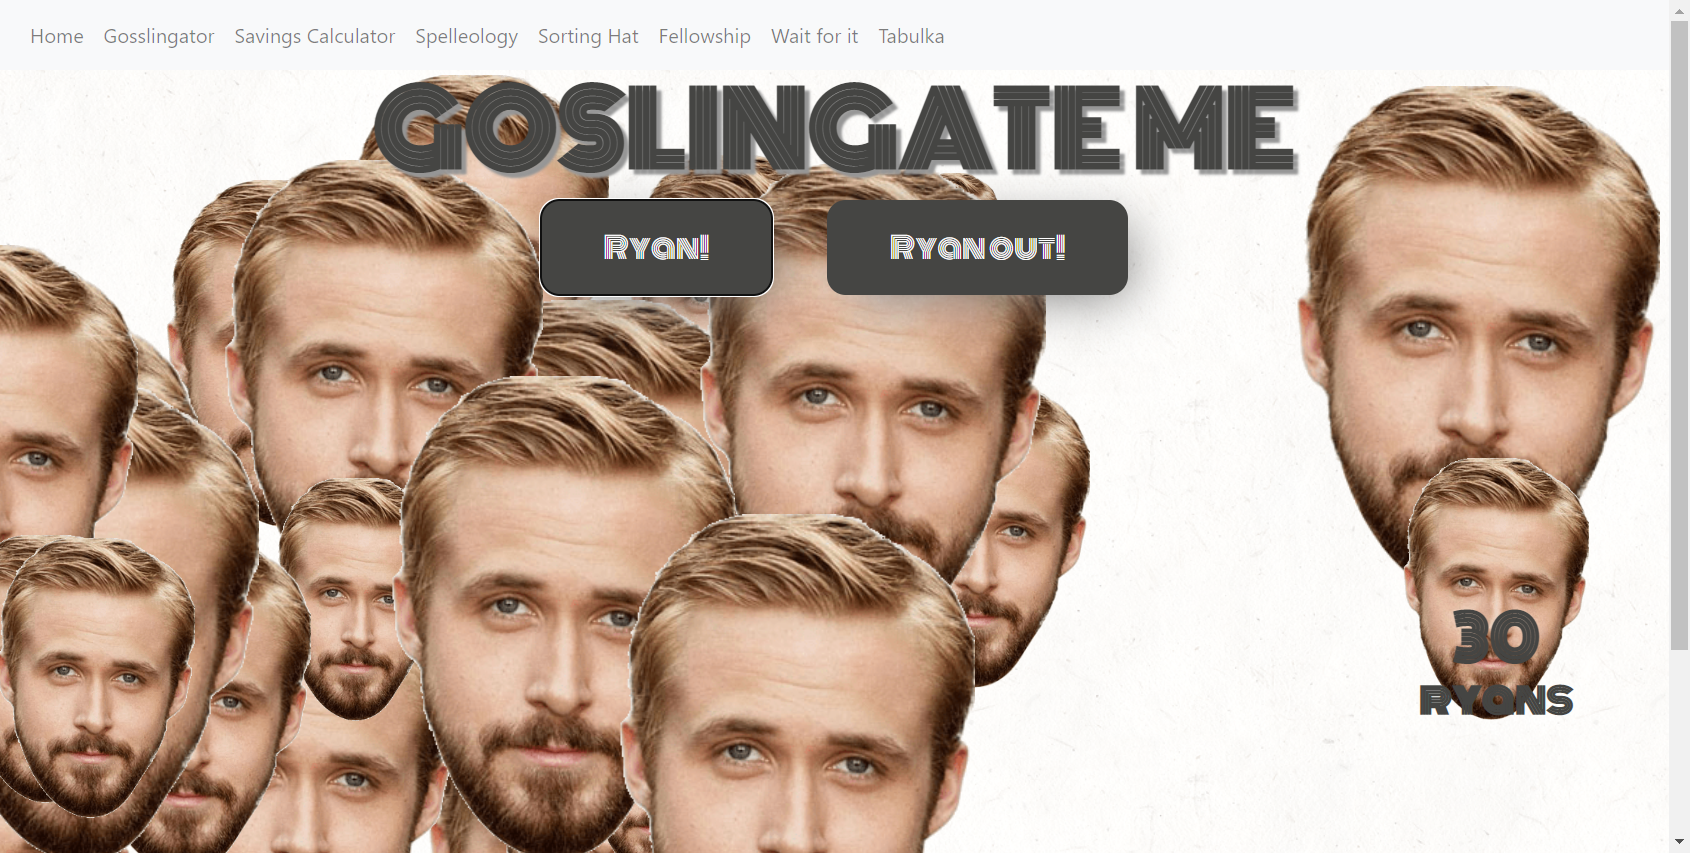 Home Gosslingator Savings Calculator Spelleology Sorting Hat Fellowship Wait for it Tabulka
GOSLINGATE ME
Ryan! Ryan out!
30
Ryans